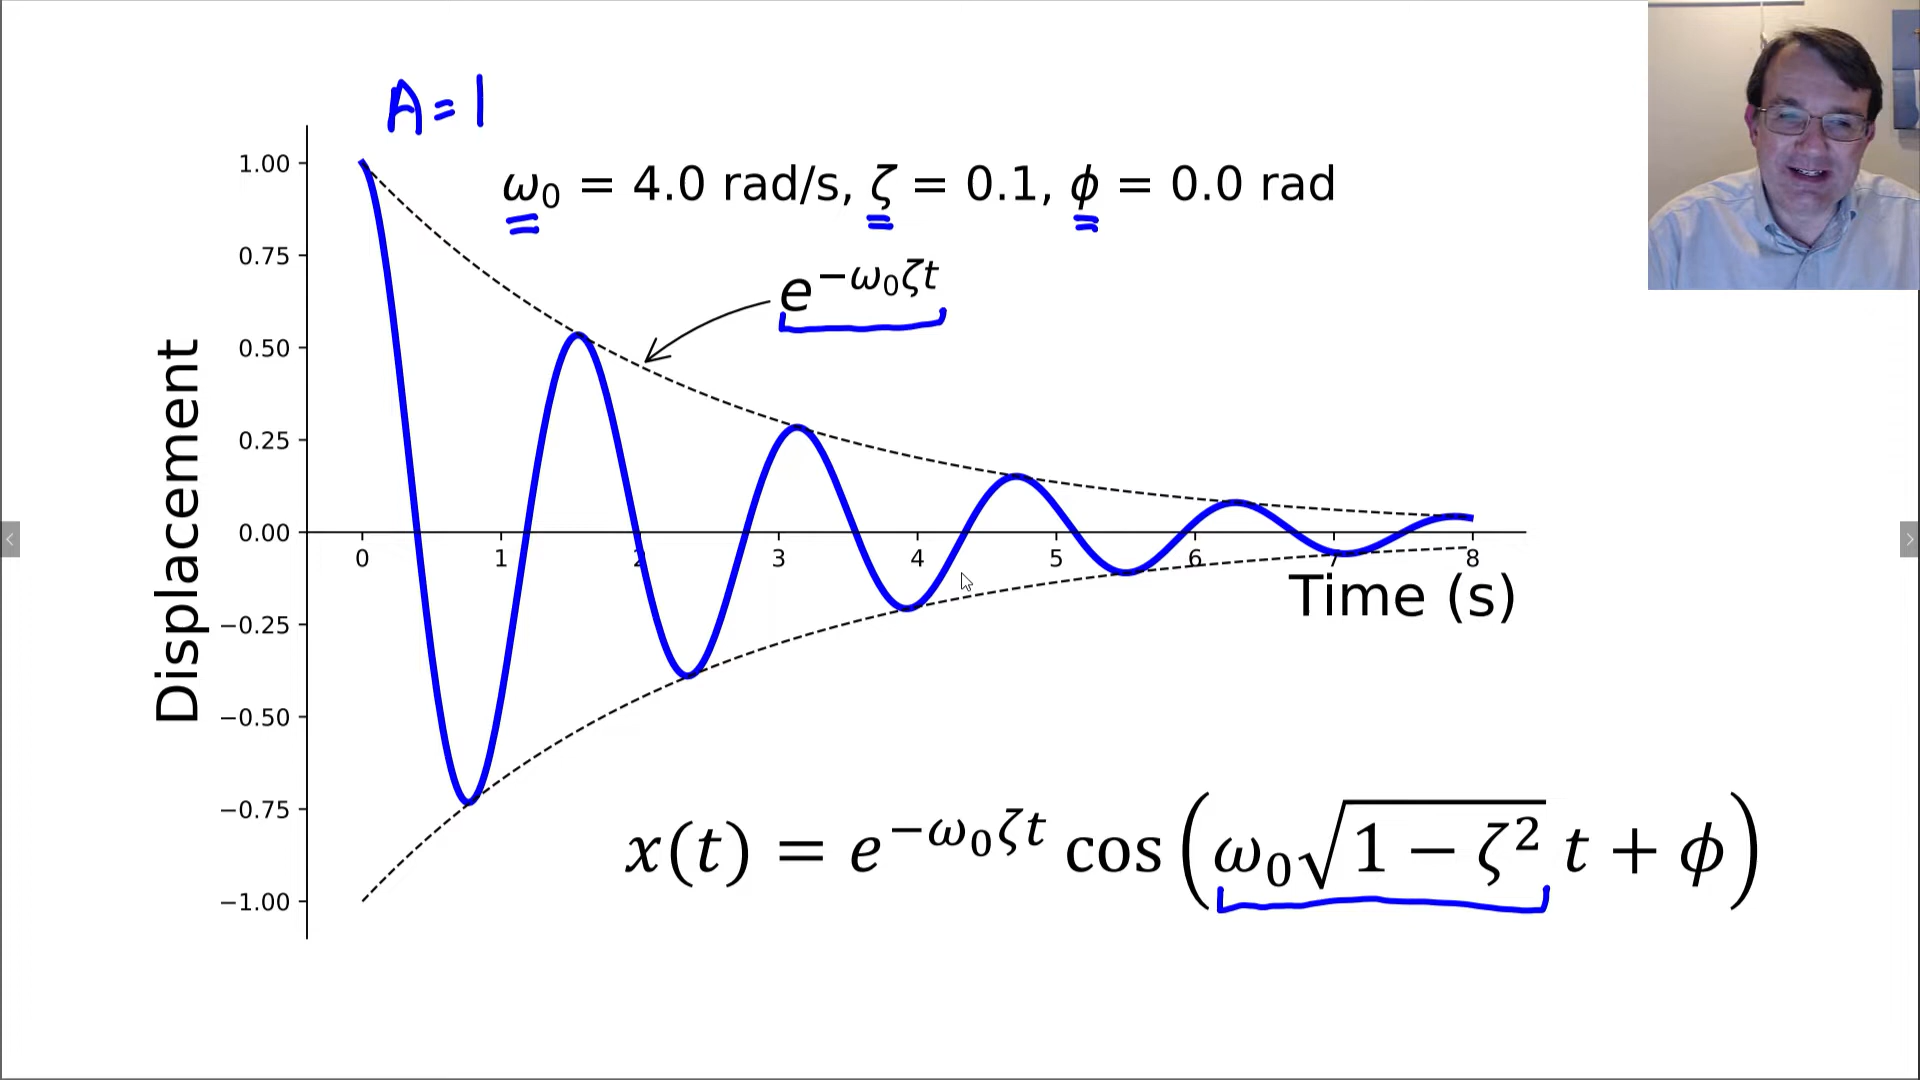 A = 1
ω₀ = 4.0 rad/s, ζ = 0.1, ϕ = 0.0 rad
e^{−ω₀ζt}
Displacement
1.00
0.75
0.50
0.25
0.00
−0.25
−0.50
−0.75
−1.00
0 1 2 3 4 5 6 7 8
Time (s)
x(t) = e^{−ω₀ζt} cos(ω₀√(1 − ζ²) t + ϕ)